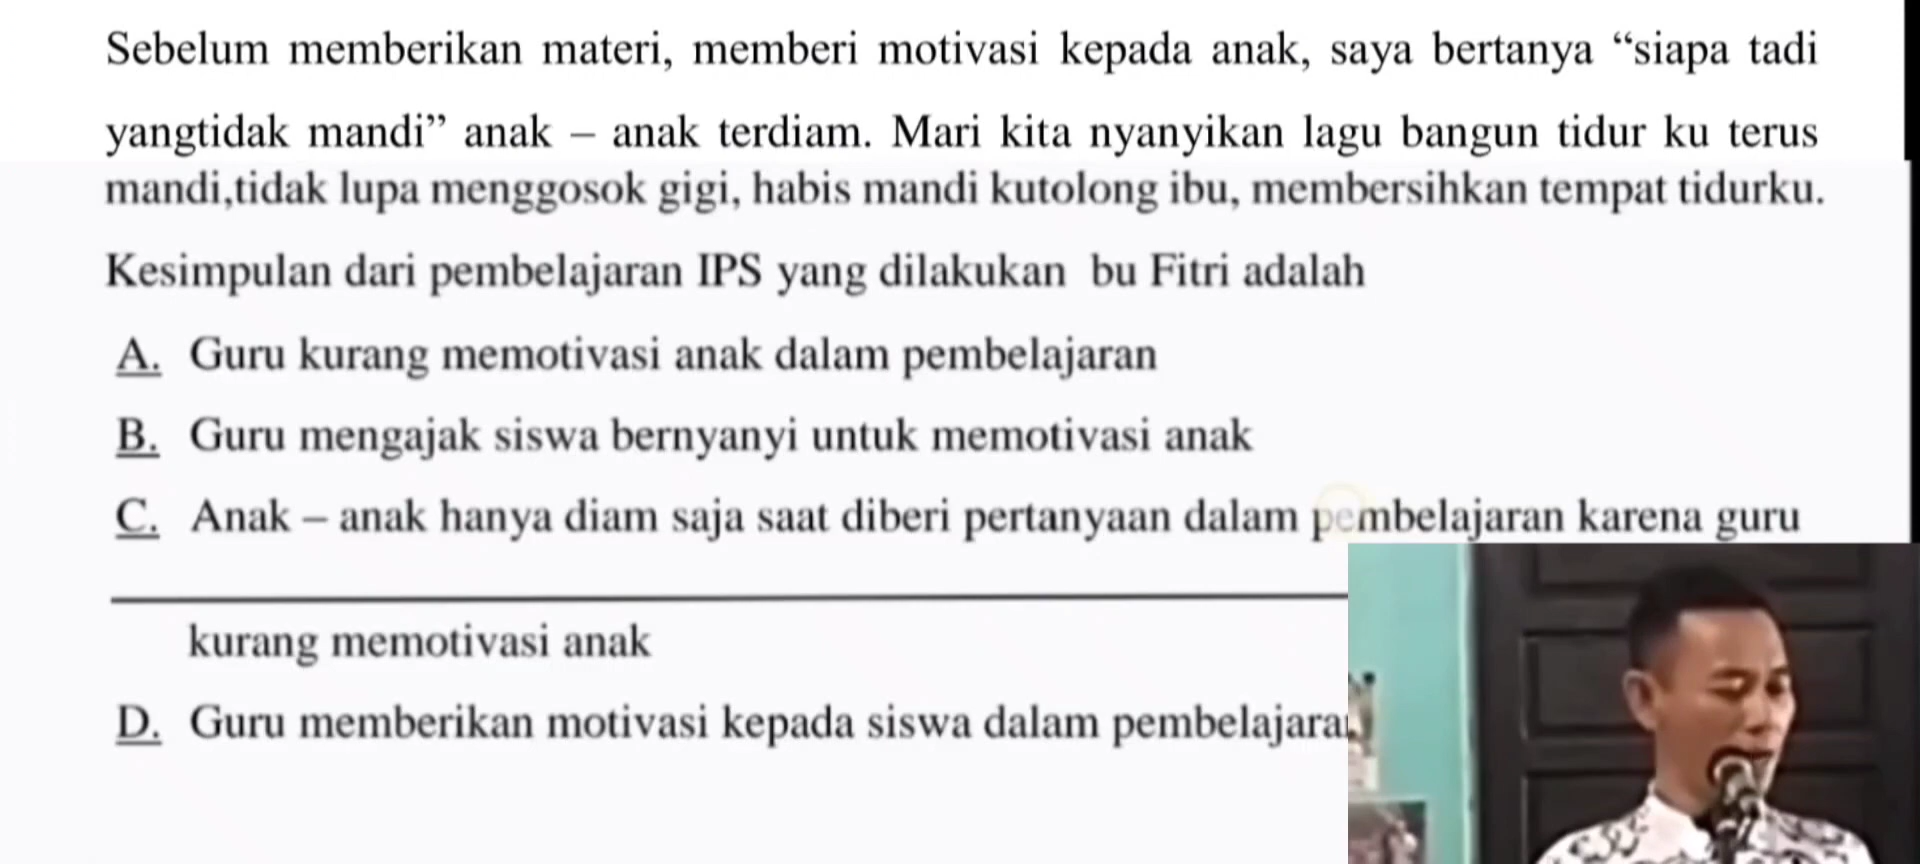 Sebelum memberikan materi, memberi motivasi kepada anak, saya bertanya “siapa tadi
yangtidak mandi” anak – anak terdiam. Mari kita nyanyikan lagu bangun tidur ku terus
mandi,tidak lupa menggosok gigi, habis mandi kutolong ibu, membersihkan tempat tidurku.
Kesimpulan dari pembelajaran IPS yang dilakukan bu Fitri adalah
A. Guru kurang memotivasi anak dalam pembelajaran
B. Guru mengajak siswa bernyanyi untuk memotivasi anak
C. Anak – anak hanya diam saja saat diberi pertanyaan dalam pembelajaran karena guru
kurang memotivasi anak
D. Guru memberikan motivasi kepada siswa dalam